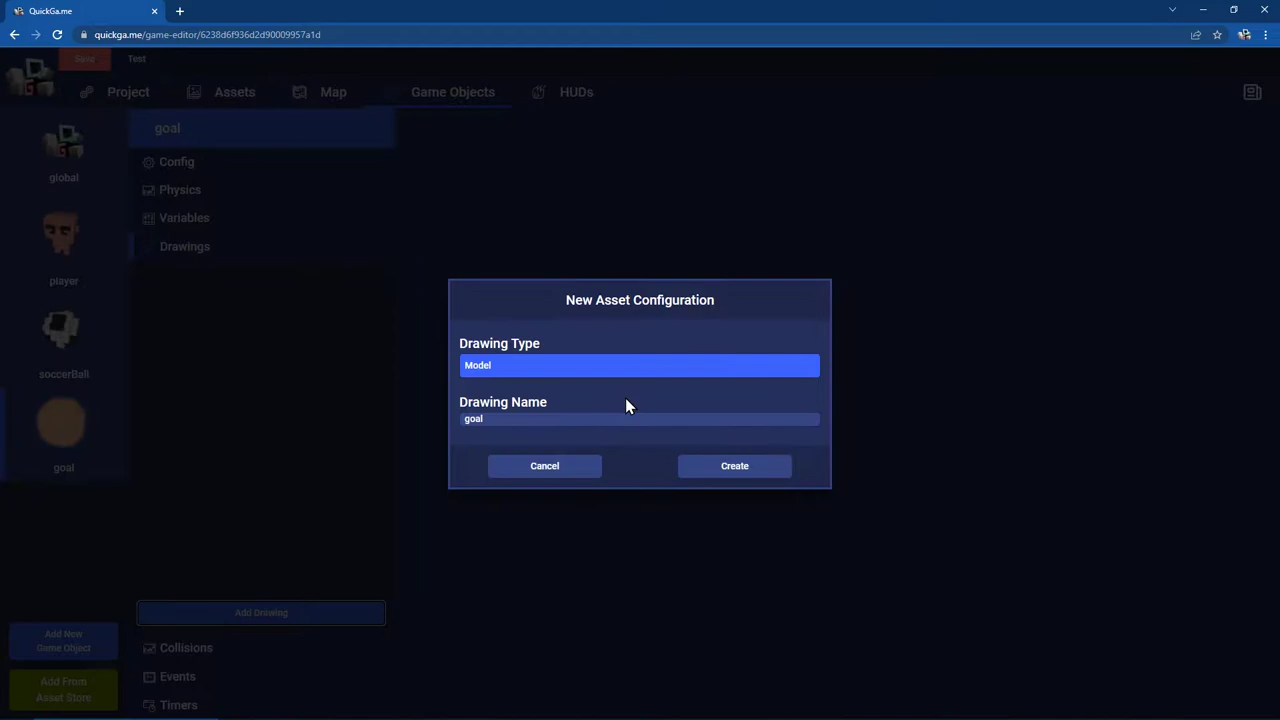 QuickGa.me
quickga.me/game-editor/6238d6f936d2d90009957a1d
Save
Test
Project
Assets
Map
Game Objects
HUDs
global
player
soccerBall
goal
Add New
Game Object
Add From
Asset Store
goal
Config
Physics
Variables
Drawings
Add Drawing
Collisions
Events
Timers
New Asset Configuration
Drawing Type
Model
Drawing Name
goal
Cancel
Create